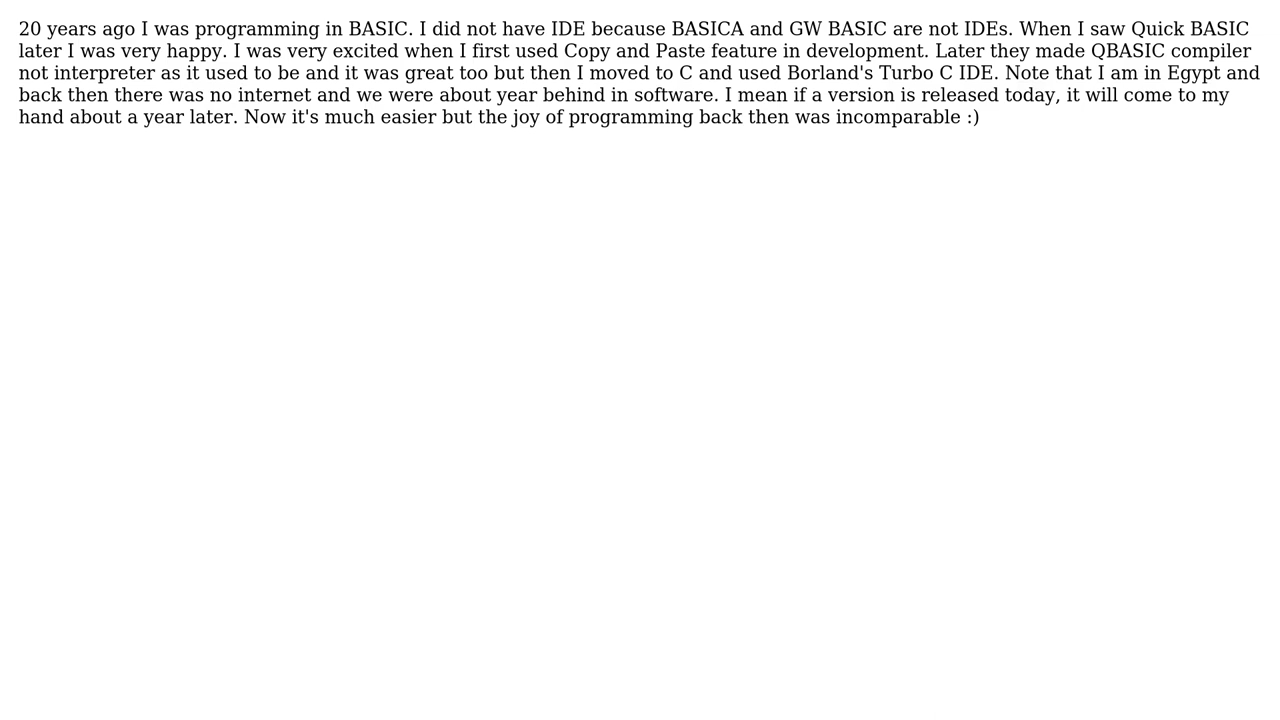 20 years ago I was programming in BASIC. I did not have IDE because BASICA and GW BASIC are not IDEs. When I saw Quick BASIC
later I was very happy. I was very excited when I first used Copy and Paste feature in development. Later they made QBASIC compiler
not interpreter as it used to be and it was great too but then I moved to C and used Borland's Turbo C IDE. Note that I am in Egypt and
back then there was no internet and we were about year behind in software. I mean if a version is released today, it will come to my
hand about a year later. Now it's much easier but the joy of programming back then was incomparable :)